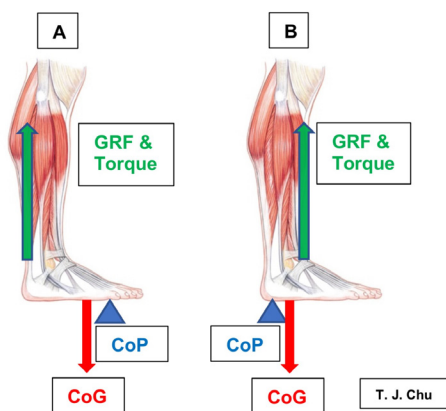 A
B
GRF &
Torque
GRF &
Torque
CoP
CoP
CoG
CoG
T. J. Chu